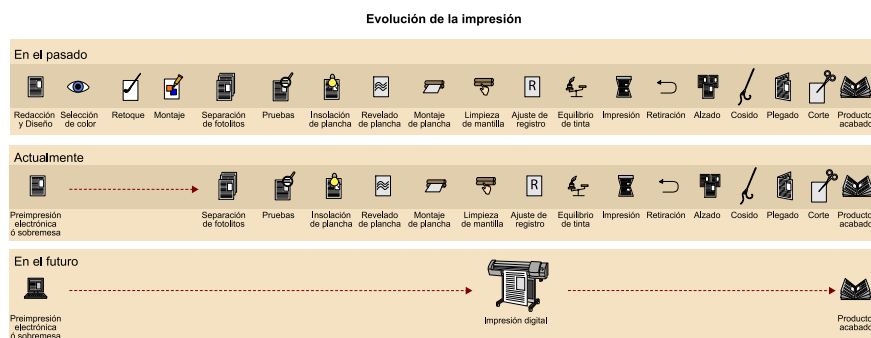 Evolución de la impresión
En el pasado
Redacción y Diseño
Selección de color
Retoque
Montaje
Separación de fotolitos
Pruebas
Insolación de plancha
Revelado de plancha
Montaje de plancha
Limpieza de mantilla
Ajuste de registro
Equilibrio de tinta
Impresión
Retiración
Alzado
Cosido
Plegado
Corte
Producto acabado
Actualmente
Preimpresión electrónica ó sobremesa
Separación de fotolitos
Pruebas
Insolación de plancha
Revelado de plancha
Montaje de plancha
Limpieza de mantilla
Ajuste de registro
Equilibrio de tinta
Impresión
Retiración
Alzado
Cosido
Plegado
Corte
Producto acabado
En el futuro
Preimpresión electrónica ó sobremesa
Impresión digital
Producto acabado